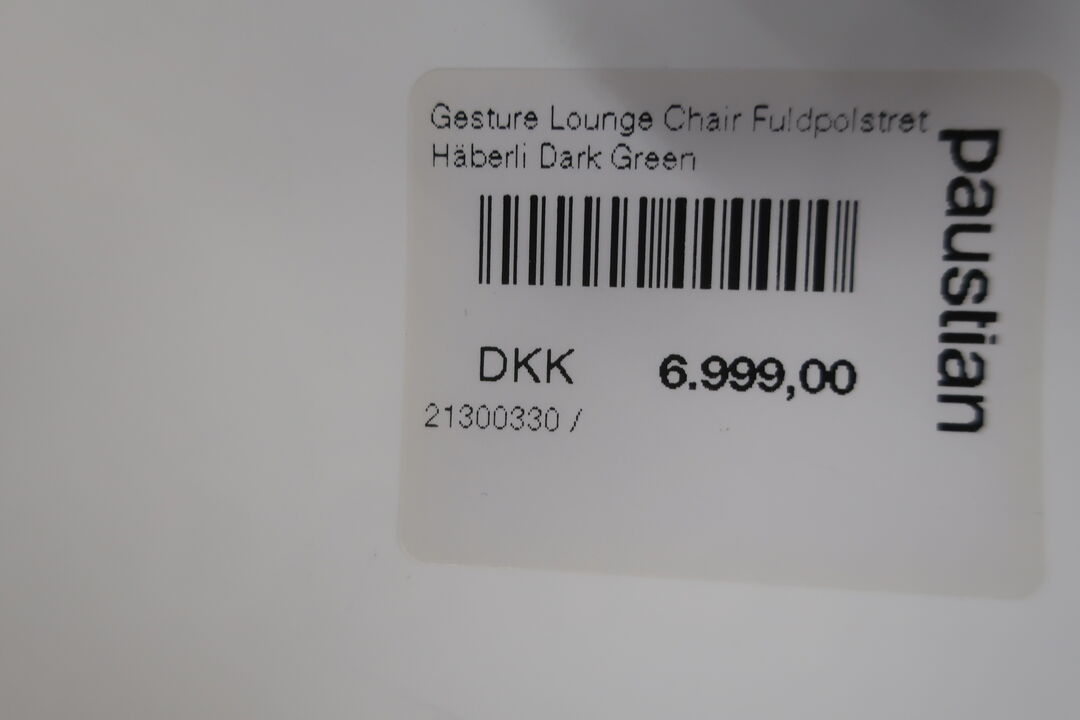 Gesture Lounge Chair Fuldpolstret
Häberli Dark Green
DKK 6.999,00
21300330 /
paustian